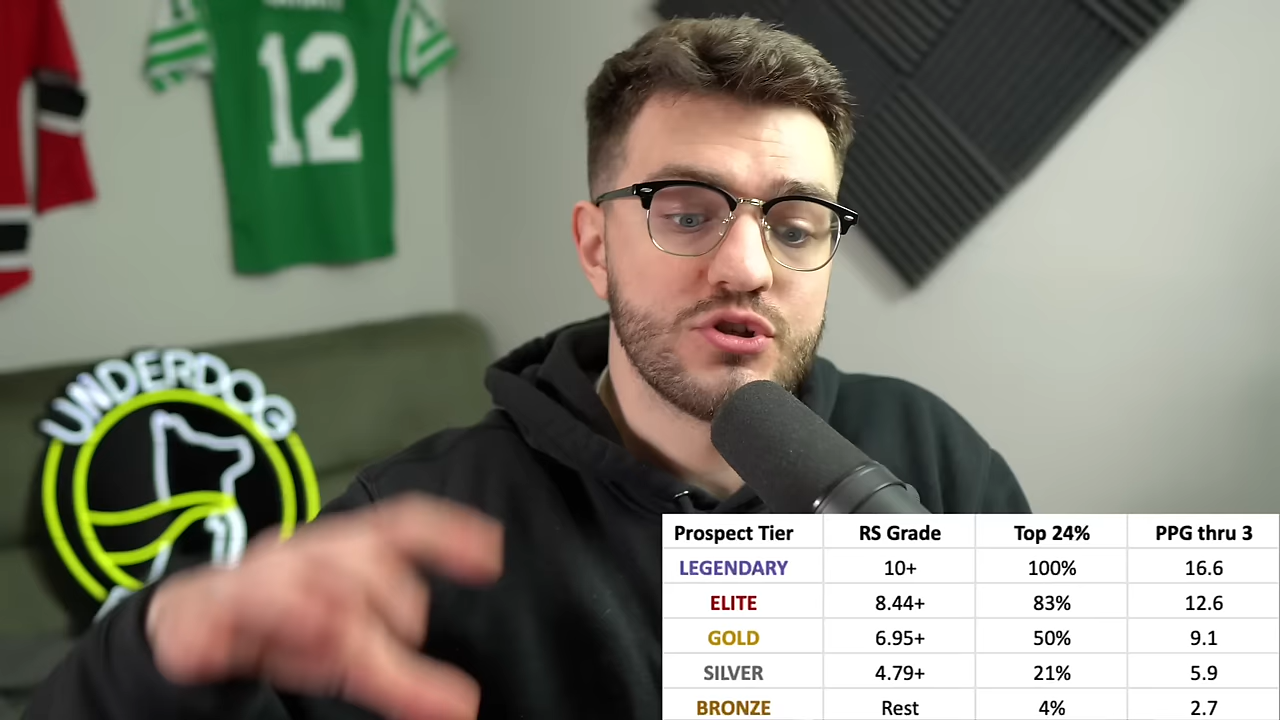 12
UNDERDOG
Prospect Tier RS Grade Top 24% PPG thru 3
LEGENDARY 10+ 100% 16.6
ELITE 8.44+ 83% 12.6
GOLD 6.95+ 50% 9.1
SILVER 4.79+ 21% 5.9
BRONZE Rest 4% 2.7